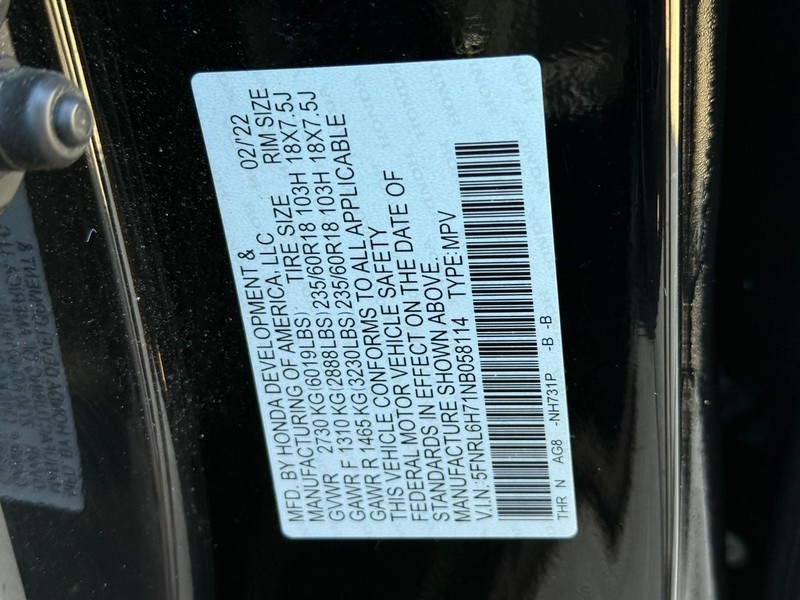 MFD. BY HONDA DEVELOPMENT &
MANUFACTURING OF AMERICA, LLC 02/'22
TIRE SIZE RIM SIZE
GVWR 2730 KG(6019LBS)
GAWR F 1310 KG(2888LBS)235/60R18 103H 18X7.5J
GAWR R 1465 KG(3230LBS)235/60R18 103H 18X7.5J
THIS VEHICLE CONFORMS TO ALL APPLICABLE
FEDERAL MOTOR VEHICLE SAFETY
STANDARDS IN EFFECT ON THE DATE OF
MANUFACTURE SHOWN ABOVE.
V.I.N.:5FNRL6H71NB058114 TYPE:MPV
THR N AG8 -NH731P -B -B
HONDA HONDA HONDA